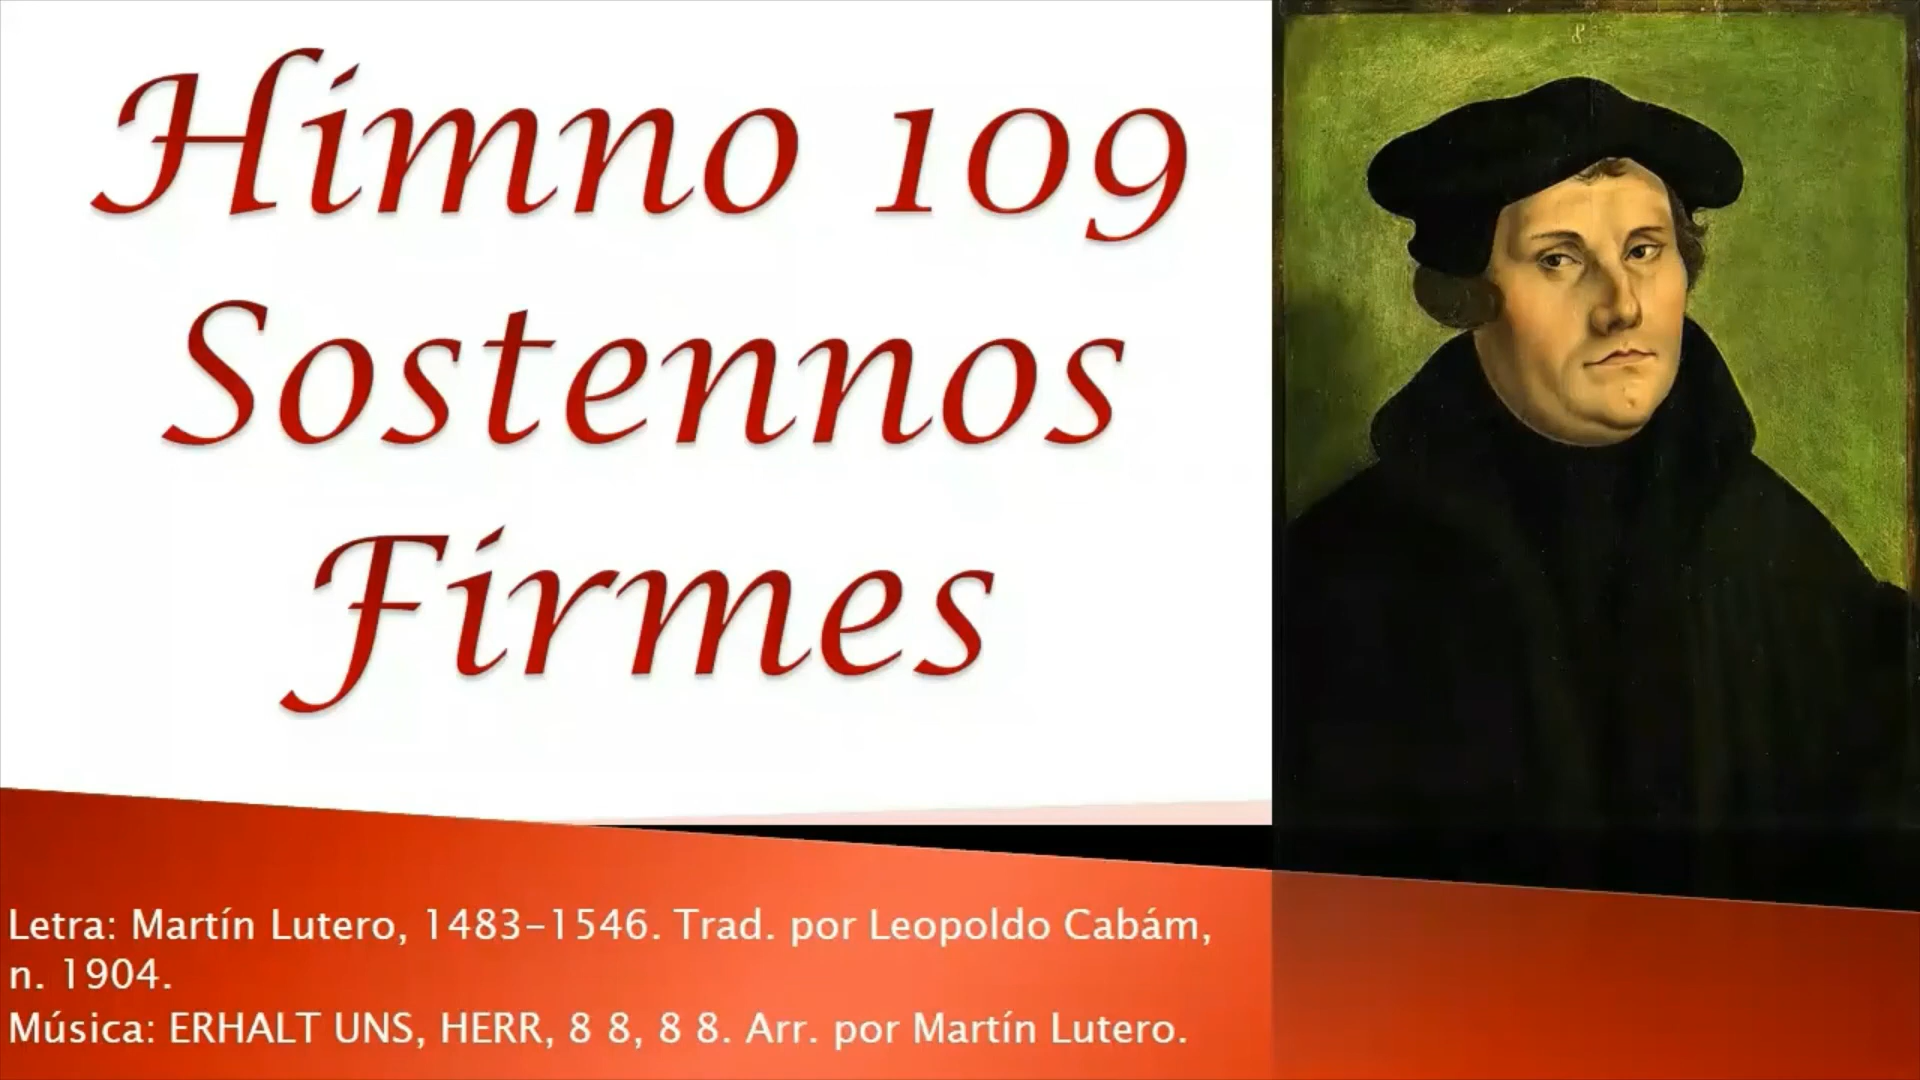 Himno 109
Sostennos
Firmes
Letra: Martín Lutero, 1483-1546. Trad. por Leopoldo Cabám,
n. 1904.
Música: ERHALT UNS, HERR, 8 8, 8 8. Arr. por Martín Lutero.